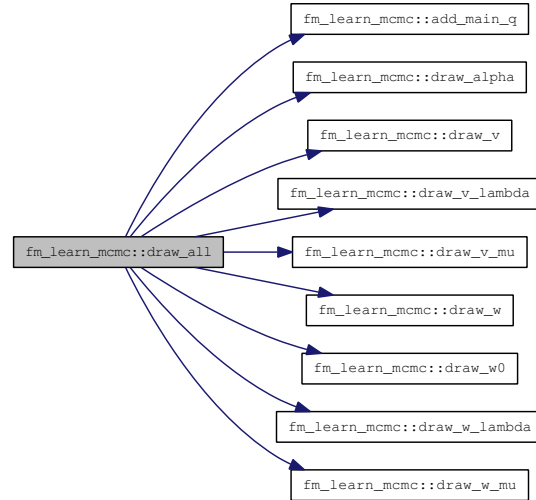 fm_learn_mcmc::add_main_q
fm_learn_mcmc::draw_alpha
fm_learn_mcmc::draw_v
fm_learn_mcmc::draw_v_lambda
fm_learn_mcmc::draw_all
fm_learn_mcmc::draw_v_mu
fm_learn_mcmc::draw_w
fm_learn_mcmc::draw_w0
fm_learn_mcmc::draw_w_lambda
fm_learn_mcmc::draw_w_mu